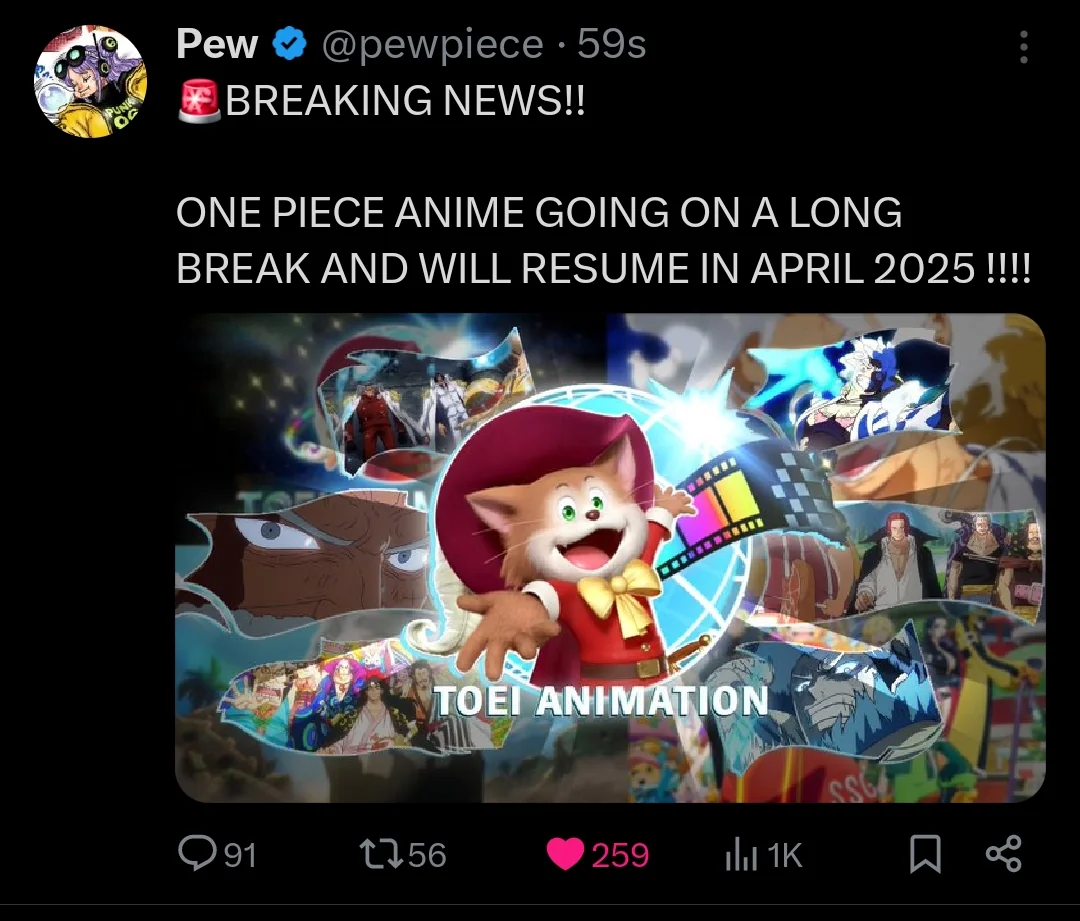 Pew @pewpiece · 59s
🚨BREAKING NEWS!!
ONE PIECE ANIME GOING ON A LONG
BREAK AND WILL RESUME IN APRIL 2025 !!!!
TOEI ANIMATION
SSG
91 56 259 1K